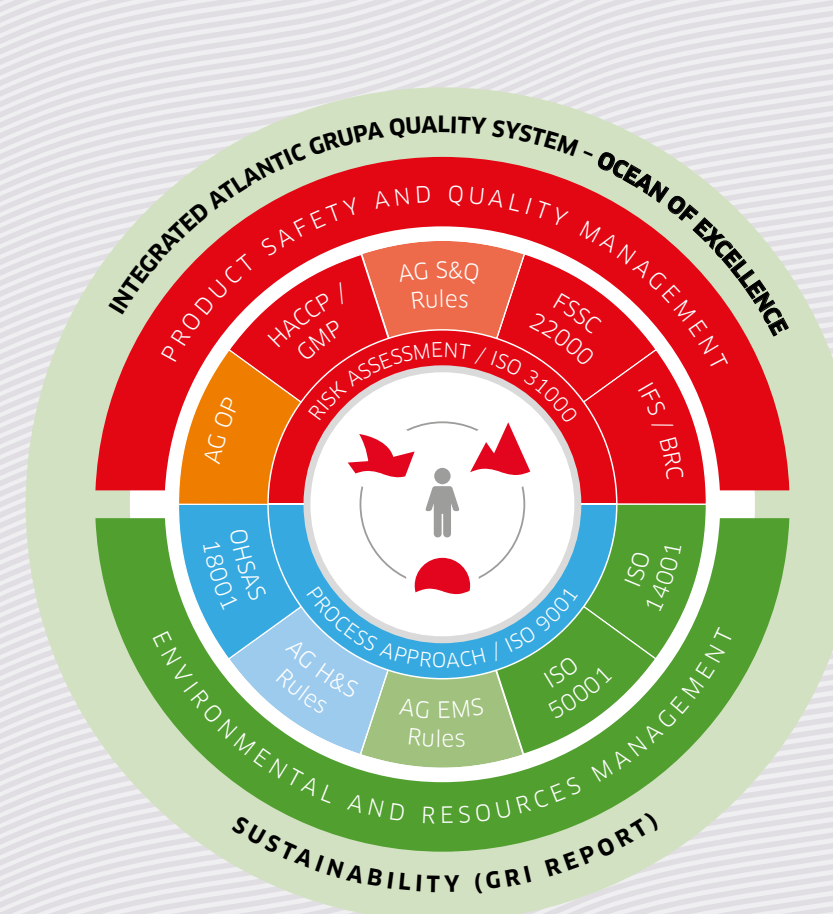 INTEGRATED ATLANTIC GRUPA QUALITY SYSTEM – OCEAN OF EXCELLENCE
PRODUCT SAFETY AND QUALITY MANAGEMENT
AG OP
HACCP /
GMP
AG S&Q
Rules
FSSC
22000
IFS / BRC
RISK ASSESSMENT / ISO 31000
PROCESS APPROACH / ISO 9001
OHSAS
18001
AG H&S
Rules
AG EMS
Rules
ISO
50001
ISO
14001
ENVIRONMENTAL AND RESOURCES MANAGEMENT
SUSTAINABILITY (GRI REPORT)